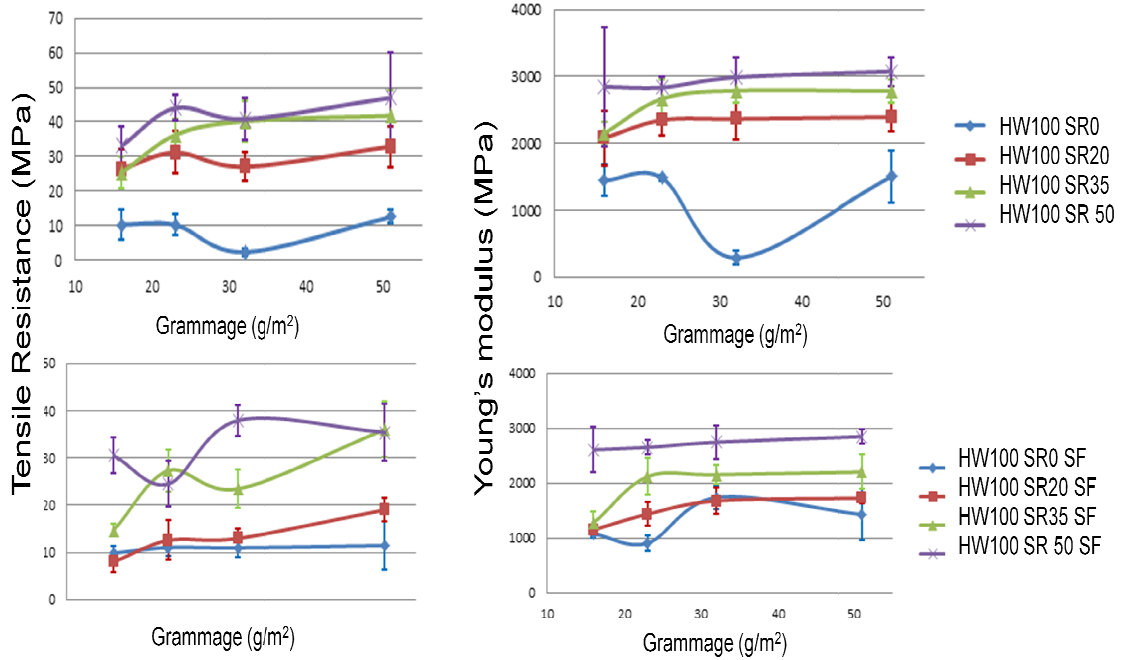 Tensile Resistance (MPa)
70
60
50
40
30
20
10
0
10 20 30 40 50
Grammage (g/m²)
Young's modulus (MPa)
4000
3000
2000
1000
0
10 20 30 40 50
Grammage (g/m²)
HW100 SR0
HW100 SR20
HW100 SR35
HW100 SR 50
50
40
30
20
10
0
Grammage (g/m²)
4000
3000
2000
1000
0
10 20 30 40 50
Grammage (g/m²)
HW100 SR0 SF
HW100 SR20 SF
HW100 SR35 SF
HW100 SR 50 SF